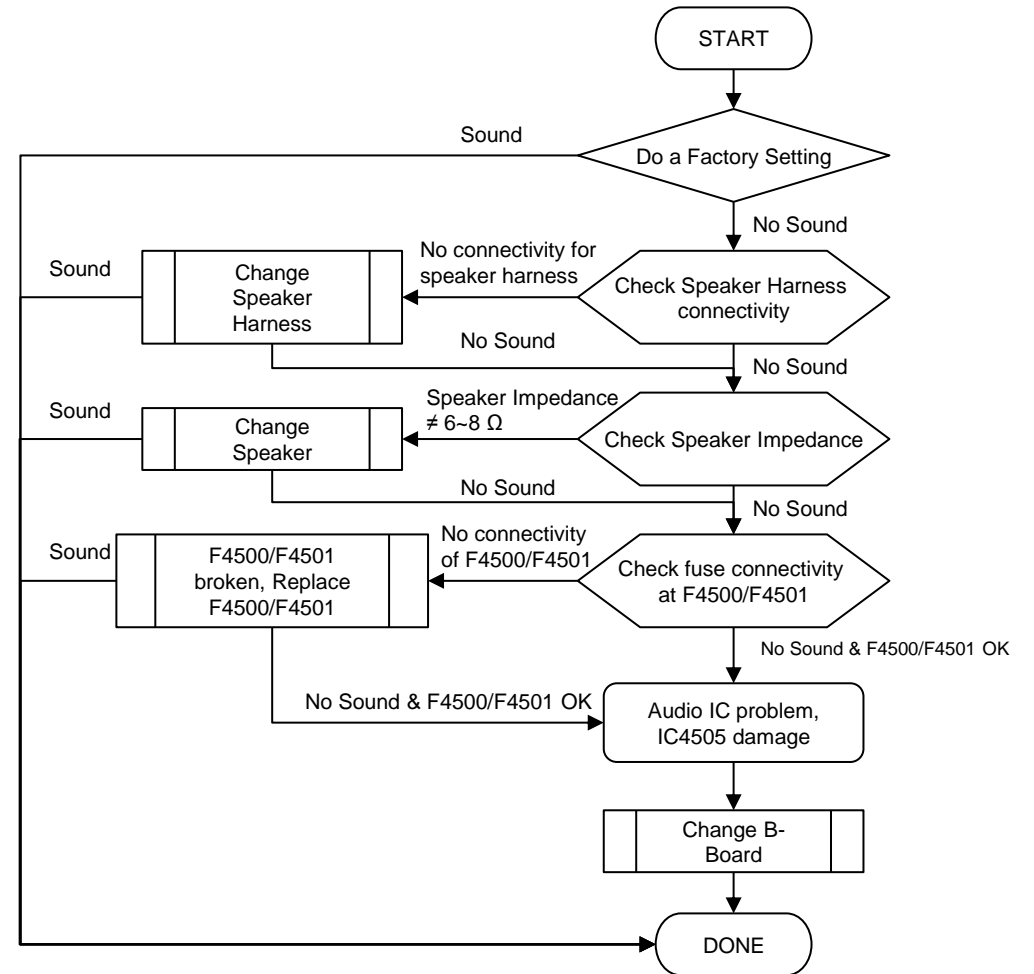 START
Sound
Do a Factory Setting
No Sound
Sound
Change
Speaker
Harness
No connectivity for
speaker harness
Check Speaker Harness
connectivity
No Sound
No Sound
Sound
Change
Speaker
Speaker Impedance
≠ 6~8 Ω
Check Speaker Impedance
No Sound
No Sound
Sound
F4500/F4501
broken, Replace
F4500/F4501
No connectivity
of F4500/F4501
Check fuse connectivity
at F4500/F4501
No Sound & F4500/F4501 OK
No Sound & F4500/F4501 OK
Audio IC problem,
IC4505 damage
Change B-
Board
DONE